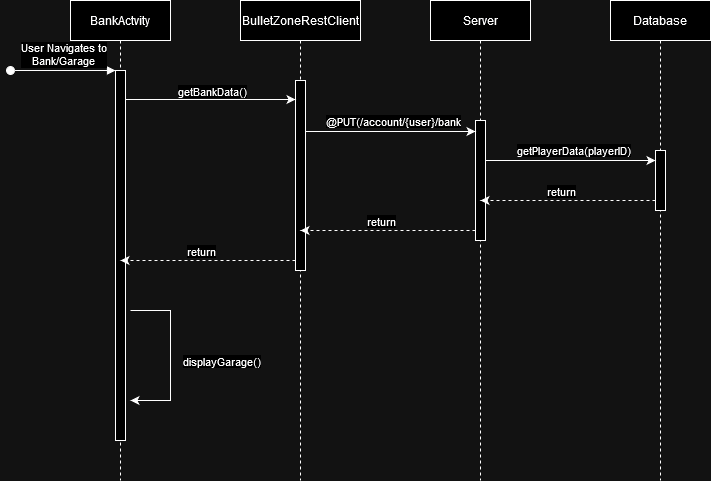 BankActvity
BulletZoneRestClient
Server
Database
User Navigates to
Bank/Garage
getBankData()
@PUT(/account/{user}/bank
getPlayerData(playerID)
return
return
return
displayGarage()